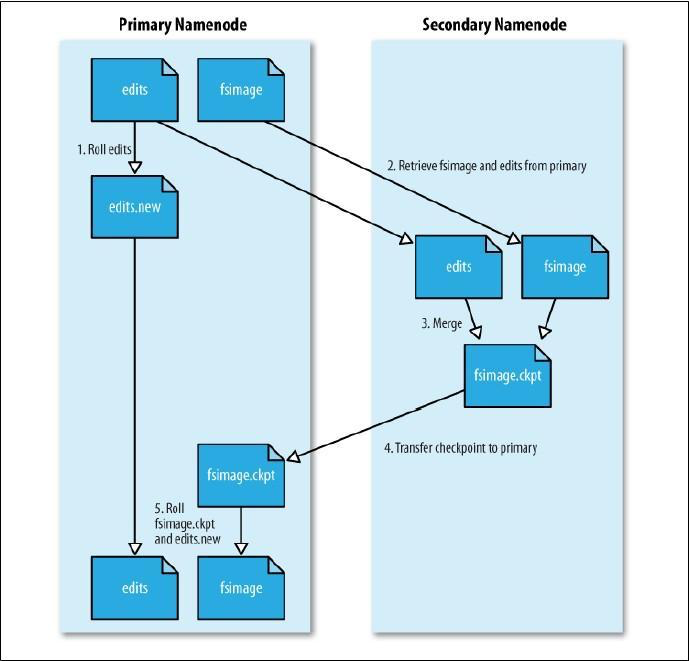 Primary Namenode
Secondary Namenode
edits
fsimage
1. Roll edits
2. Retrieve fsimage and edits from primary
edits.new
edits
fsimage
3. Merge
fsimage.ckpt
4. Transfer checkpoint to primary
fsimage.ckpt
5. Roll
fsimage.ckpt
and edits.new
edits
fsimage